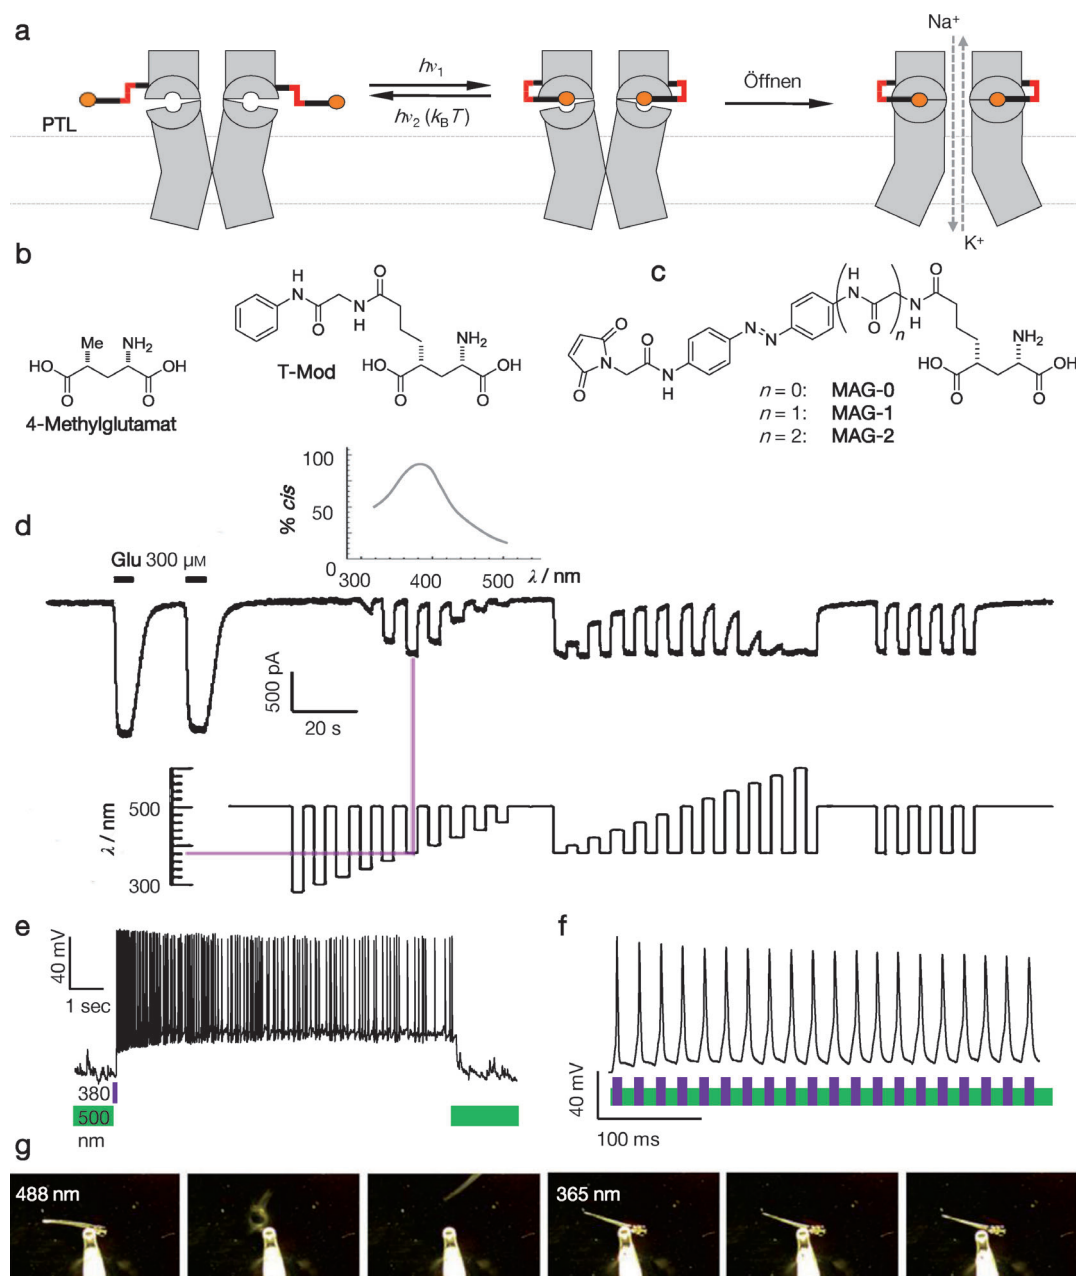 a
PTL
hν₁
hν₂ (k_BT)
Öffnen
Na⁺
K⁺
b
Me
NH₂
HO
OH
O
O
4-Methylglutamat
H
N
O
N
H
O
T-Mod
NH₂
HO
OH
O
O
c
O
N
O
O
N
H
N
N
H
N
O
n
H
N
O
NH₂
HO
OH
O
O
n = 0: MAG-0
n = 1: MAG-1
n = 2: MAG-2
d
Glu 300 μM
% cis
100
50
0
300 400 500 λ / nm
500 pA
20 s
λ / nm
500
300
e
40 mV
1 sec
380
500
nm
f
40 mV
100 ms
g
488 nm
365 nm